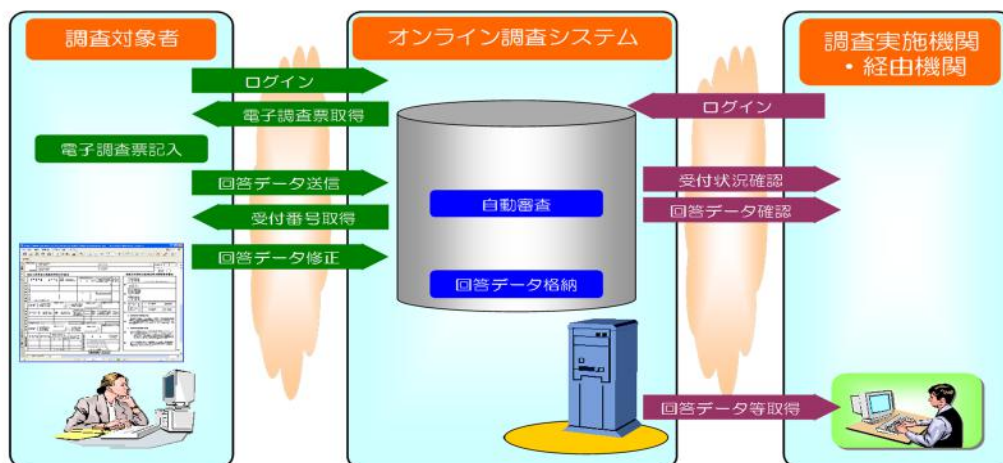 調査対象者
オンライン調査システム
調査実施機関
・経由機関
ログイン
電子調査票取得
電子調査票記入
回答データ送信
受付番号取得
回答データ修正
自動審査
回答データ格納
ログイン
受付状況確認
回答データ確認
回答データ等取得